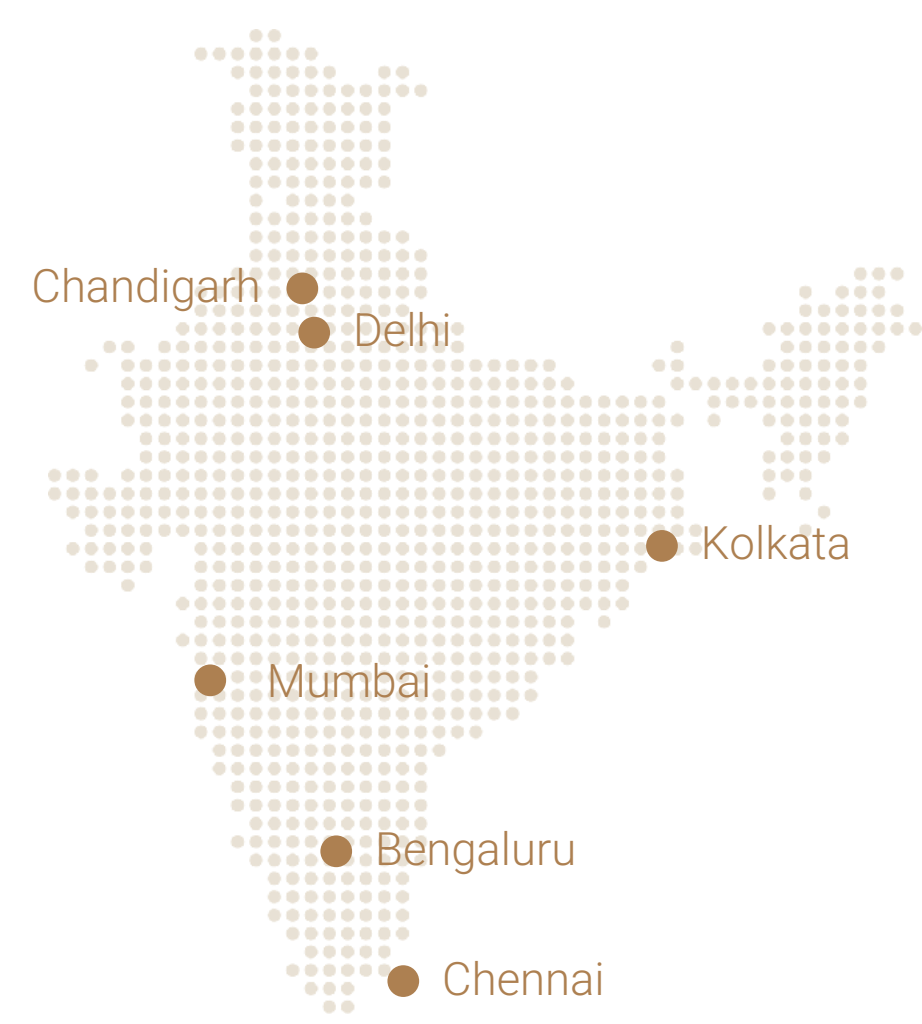 Chandigarh
Delhi
Kolkata
Mumbai
Bengaluru
Chennai